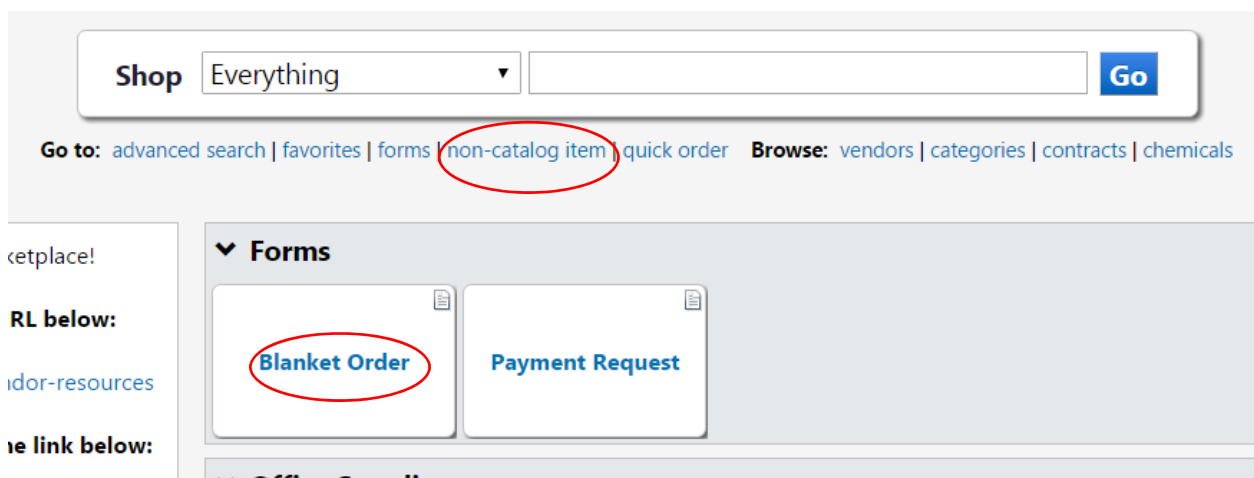 Shop Everything Go
Go to: advanced search | favorites | forms | non-catalog item | quick order Browse: vendors | categories | contracts | chemicals
ketplace!
Forms
RL below:
Blanket Order Payment Request
ndor-resources
ne link below: